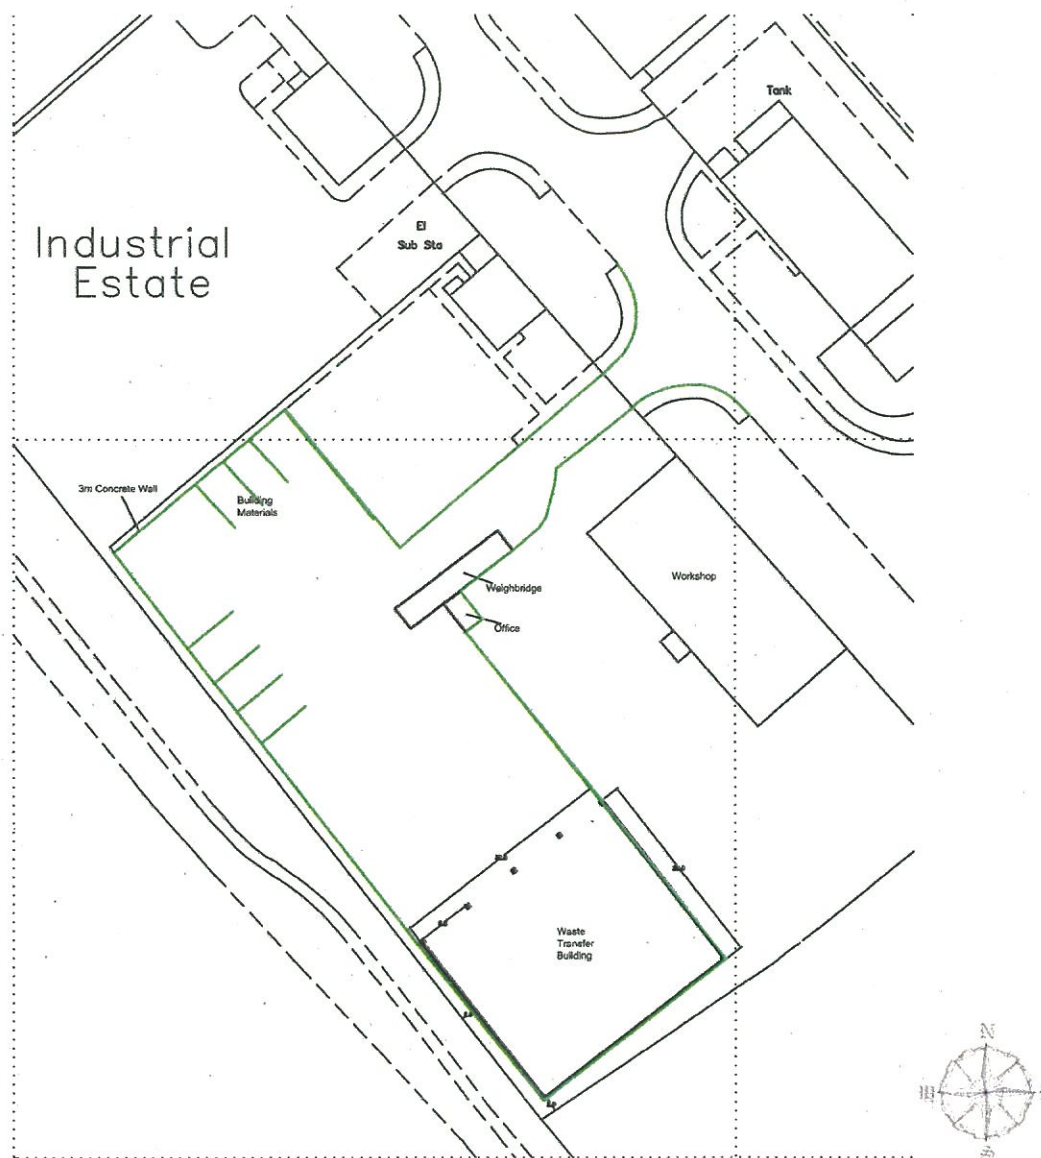 Tank
El
Sub Sta
Industrial
Estate
3m Concrete Wall
Building
Materials
Weighbridge
Office
Workshop
Waste
Transfer
Building
N